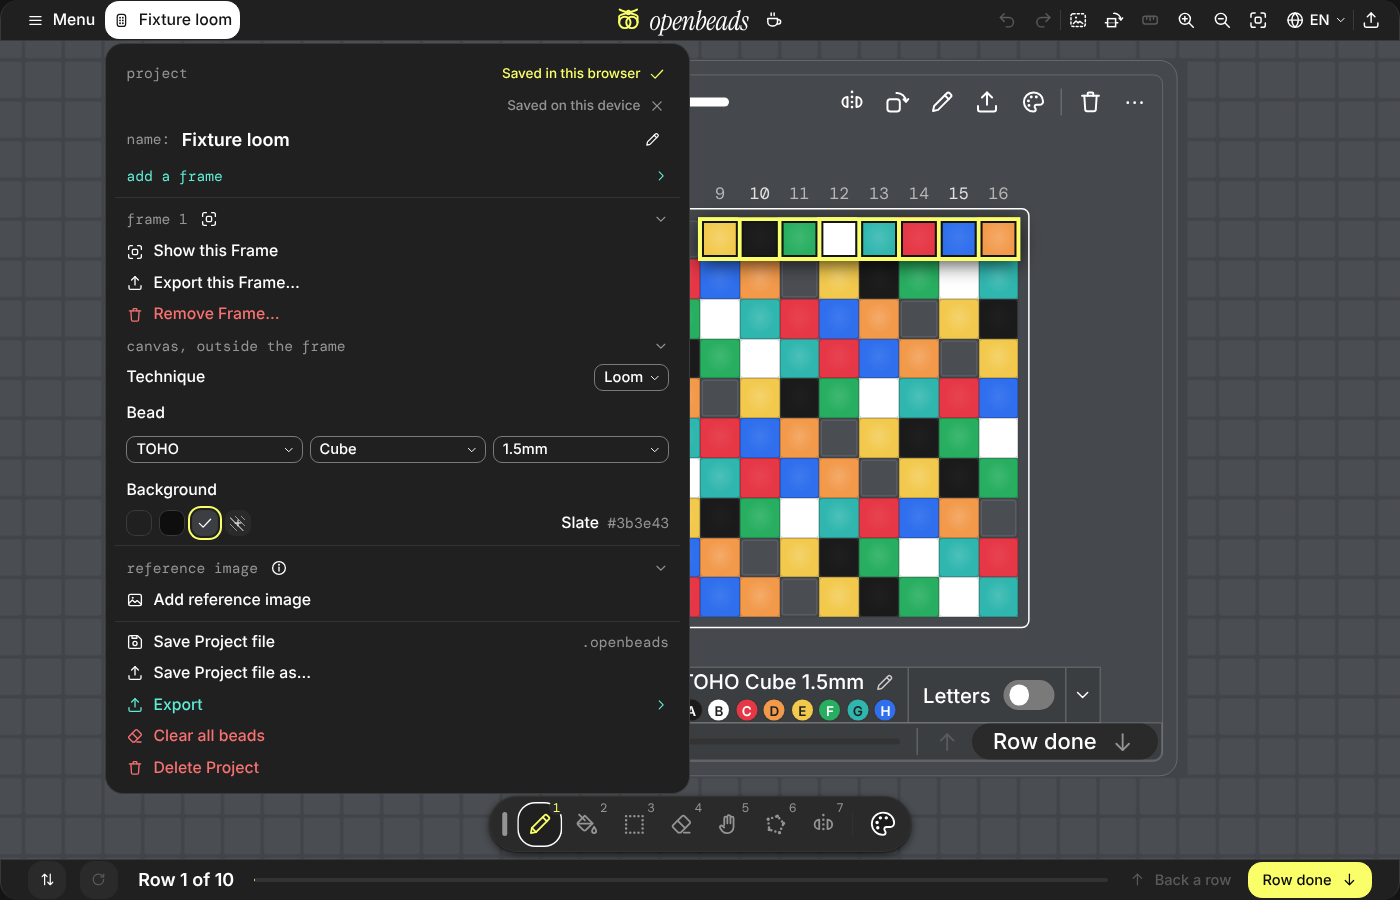 Menu
Fixture loom
openbeads
EN
project
Saved in this browser
Saved on this device
name: Fixture loom
add a frame
frame 1
Show this Frame
Export this Frame...
Remove Frame...
canvas, outside the frame
Technique
Loom
Bead
TOHO
Cube
1.5mm
Background
Slate #3b3e43
reference image
Add reference image
Save Project file
.openbeads
Save Project file as...
Export
Clear all beads
Delete Project
9 10 11 12 13 14 15 16
TOHO Cube 1.5mm
A B C D E F G H
Letters
Row done
1 2 3 4 5 6 7
Row 1 of 10
Back a row
Row done